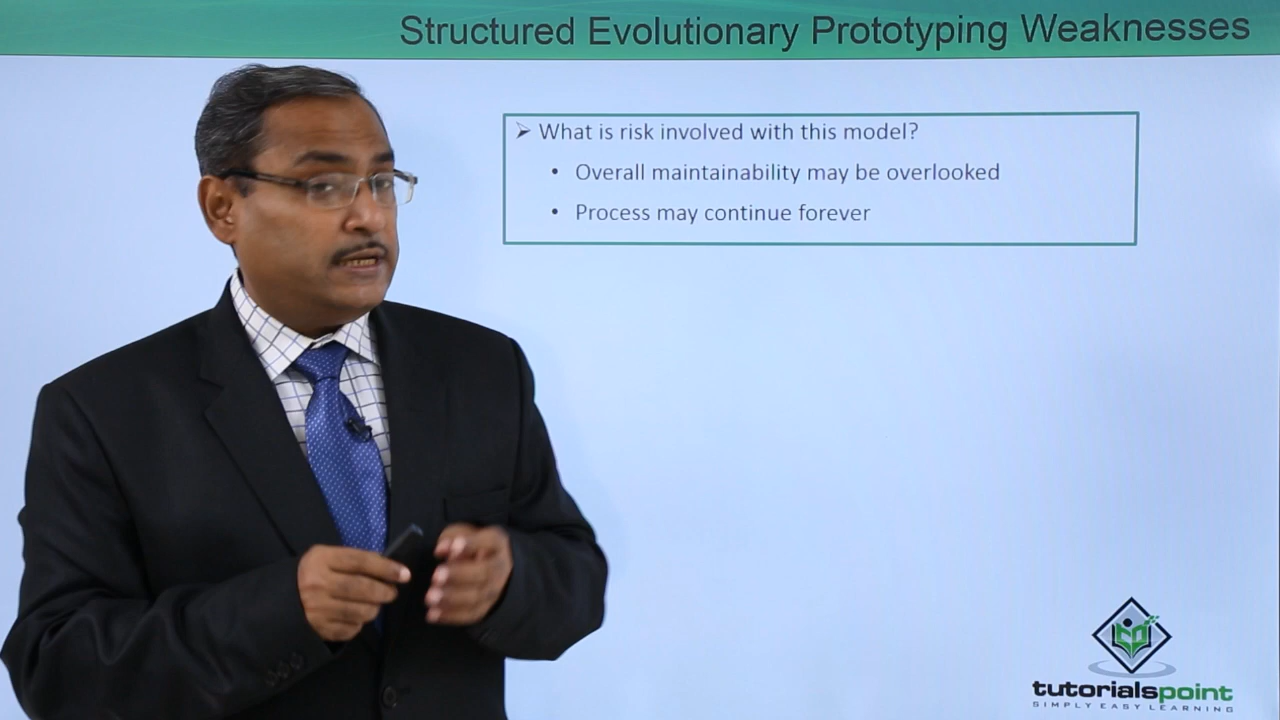 Structured Evolutionary Prototyping Weaknesses
➢ What is risk involved with this model?
• Overall maintainability may be overlooked
• Process may continue forever
tutorialspoint
SIMPLY EASY LEARNING